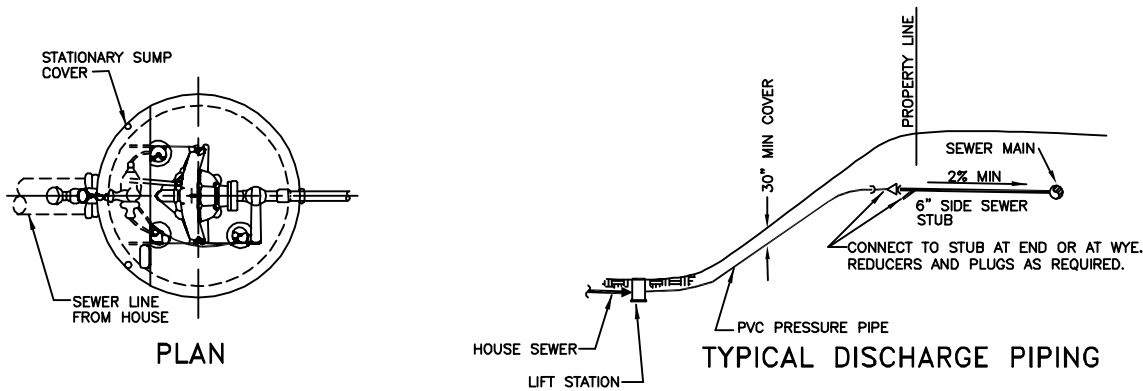 STATIONARY SUMP
COVER
SEWER LINE
FROM HOUSE
PLAN
30" MIN COVER
PROPERTY LINE
SEWER MAIN
2% MIN
6" SIDE SEWER
STUB
CONNECT TO STUB AT END OR AT WYE.
REDUCERS AND PLUGS AS REQUIRED.
PVC PRESSURE PIPE
HOUSE SEWER
LIFT STATION
TYPICAL DISCHARGE PIPING